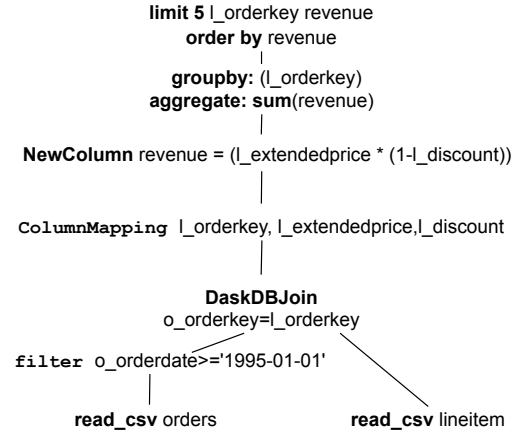 limit 5 l_orderkey revenue
order by revenue
groupby: (l_orderkey)
aggregate: sum(revenue)
NewColumn revenue = (l_extendedprice * (1-l_discount))
ColumnMapping l_orderkey, l_extendedprice,l_discount
DaskDBJoin
o_orderkey=l_orderkey
filter o_orderdate>='1995-01-01'
read_csv orders
read_csv lineitem